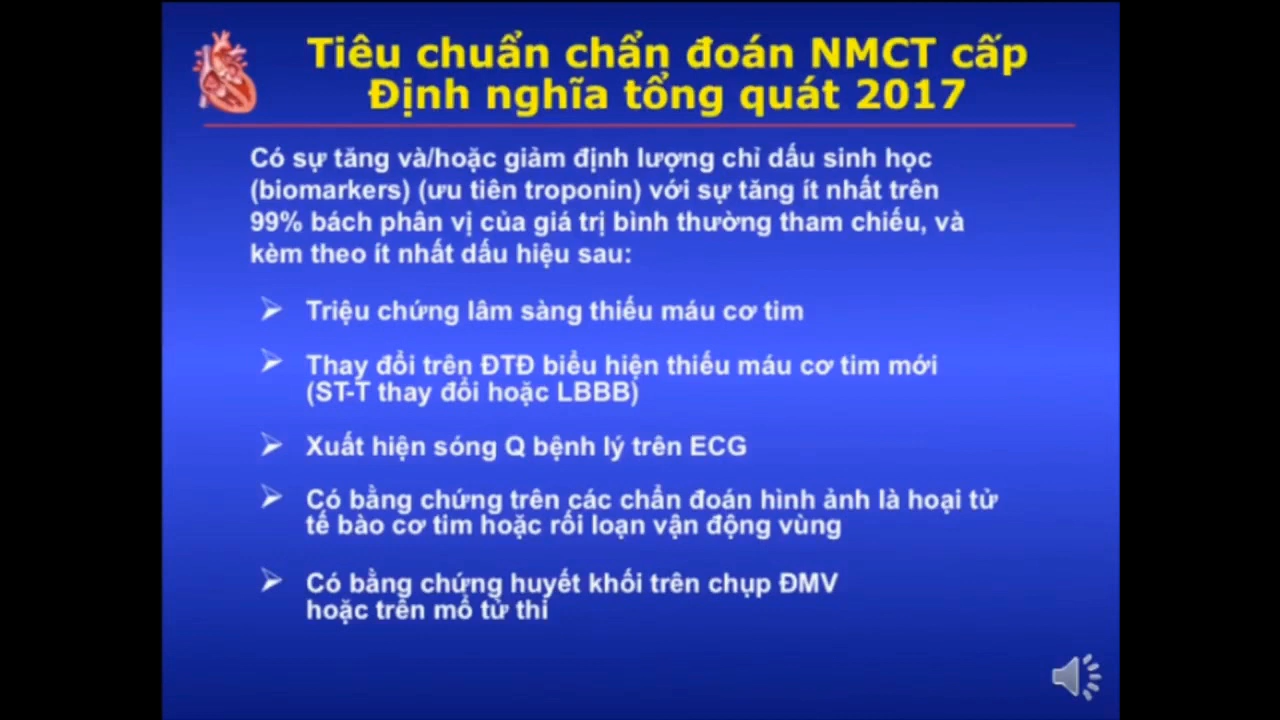 Tiêu chuẩn chẩn đoán NMCT cấp
Định nghĩa tổng quát 2017
Có sự tăng và/hoặc giảm định lượng chỉ dấu sinh học
(biomarkers) (ưu tiên troponin) với sự tăng ít nhất trên
99% bách phân vị của giá trị bình thường tham chiếu, và
kèm theo ít nhất dấu hiệu sau:
Triệu chứng lâm sàng thiếu máu cơ tim
Thay đổi trên ĐTĐ biểu hiện thiếu máu cơ tim mới
(ST-T thay đổi hoặc LBBB)
Xuất hiện sóng Q bệnh lý trên ECG
Có bằng chứng trên các chẩn đoán hình ảnh là hoại tử
tế bào cơ tim hoặc rối loạn vận động vùng
Có bằng chứng huyết khối trên chụp ĐMV
hoặc trên mổ tử thi